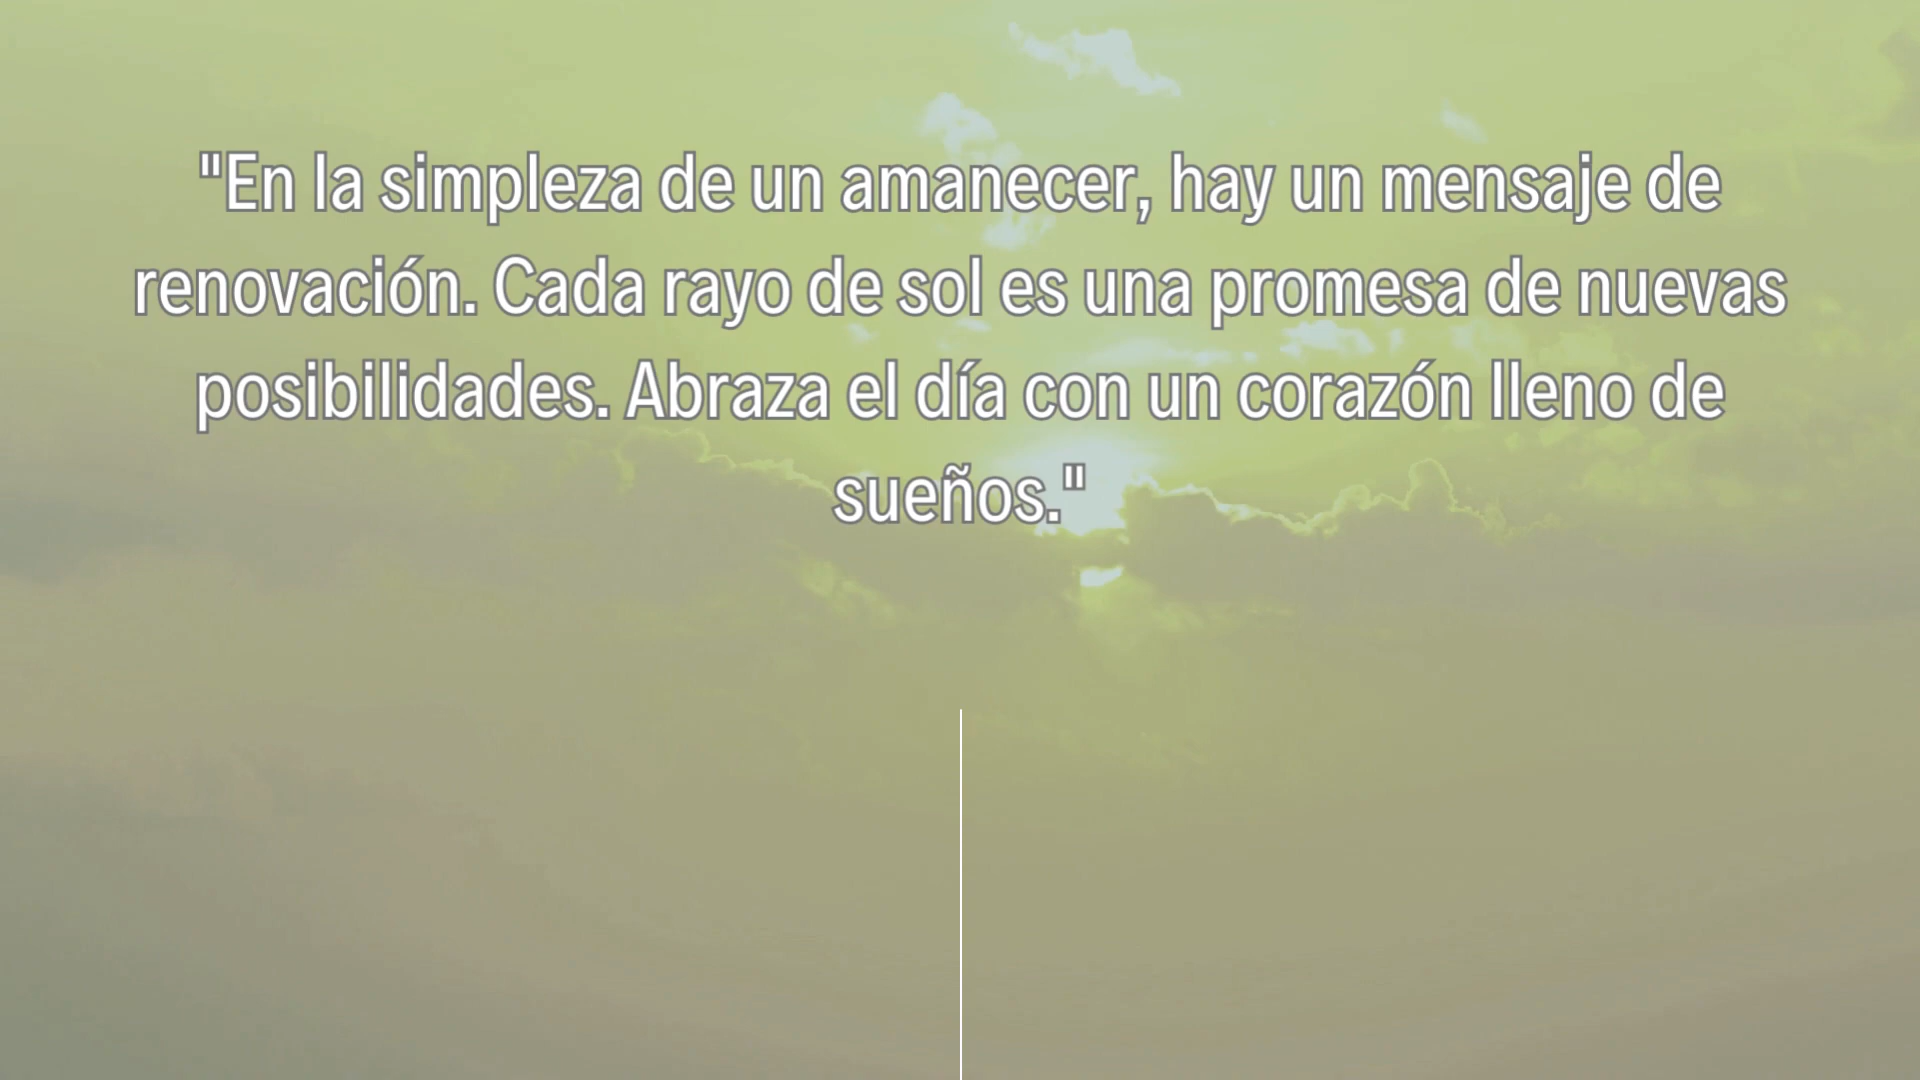 "En la simpleza de un amanecer, hay un mensaje de
renovación. Cada rayo de sol es una promesa de nuevas
posibilidades. Abraza el día con un corazón lleno de
sueños."